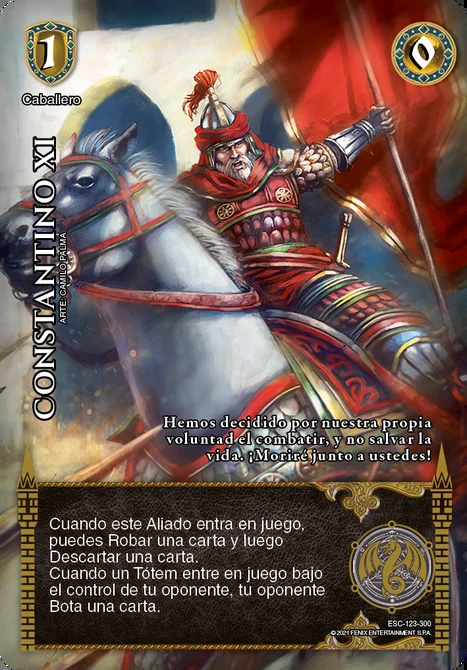 1
0
Caballero
CONSTANTINO XI
ARTE: CAMILO PALMA
Hemos decidido por nuestra propia
voluntad el combatir, y no salvar la
vida. ¡Moriré junto a ustedes!
Cuando este Aliado entra en juego,
puedes Robar una carta y luego
Descartar una carta.
Cuando un Tótem entre en juego bajo
el control de tu oponente, tu oponente
Bota una carta.
ESC-123-300
©2021 FENIX ENTERTAINMENT S.P.A.